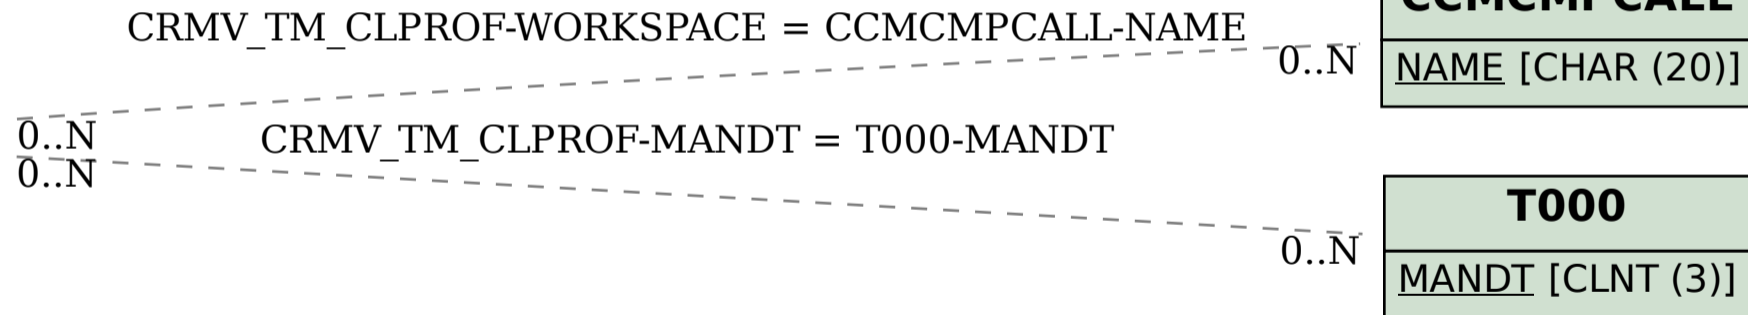 CCMCMPCALL
CRMV_TM_CLPROF-WORKSPACE = CCMCMPCALL-NAME
0..N
NAME [CHAR (20)]
0..N
CRMV_TM_CLPROF-MANDT = T000-MANDT
0..N
T000
0..N
MANDT [CLNT (3)]